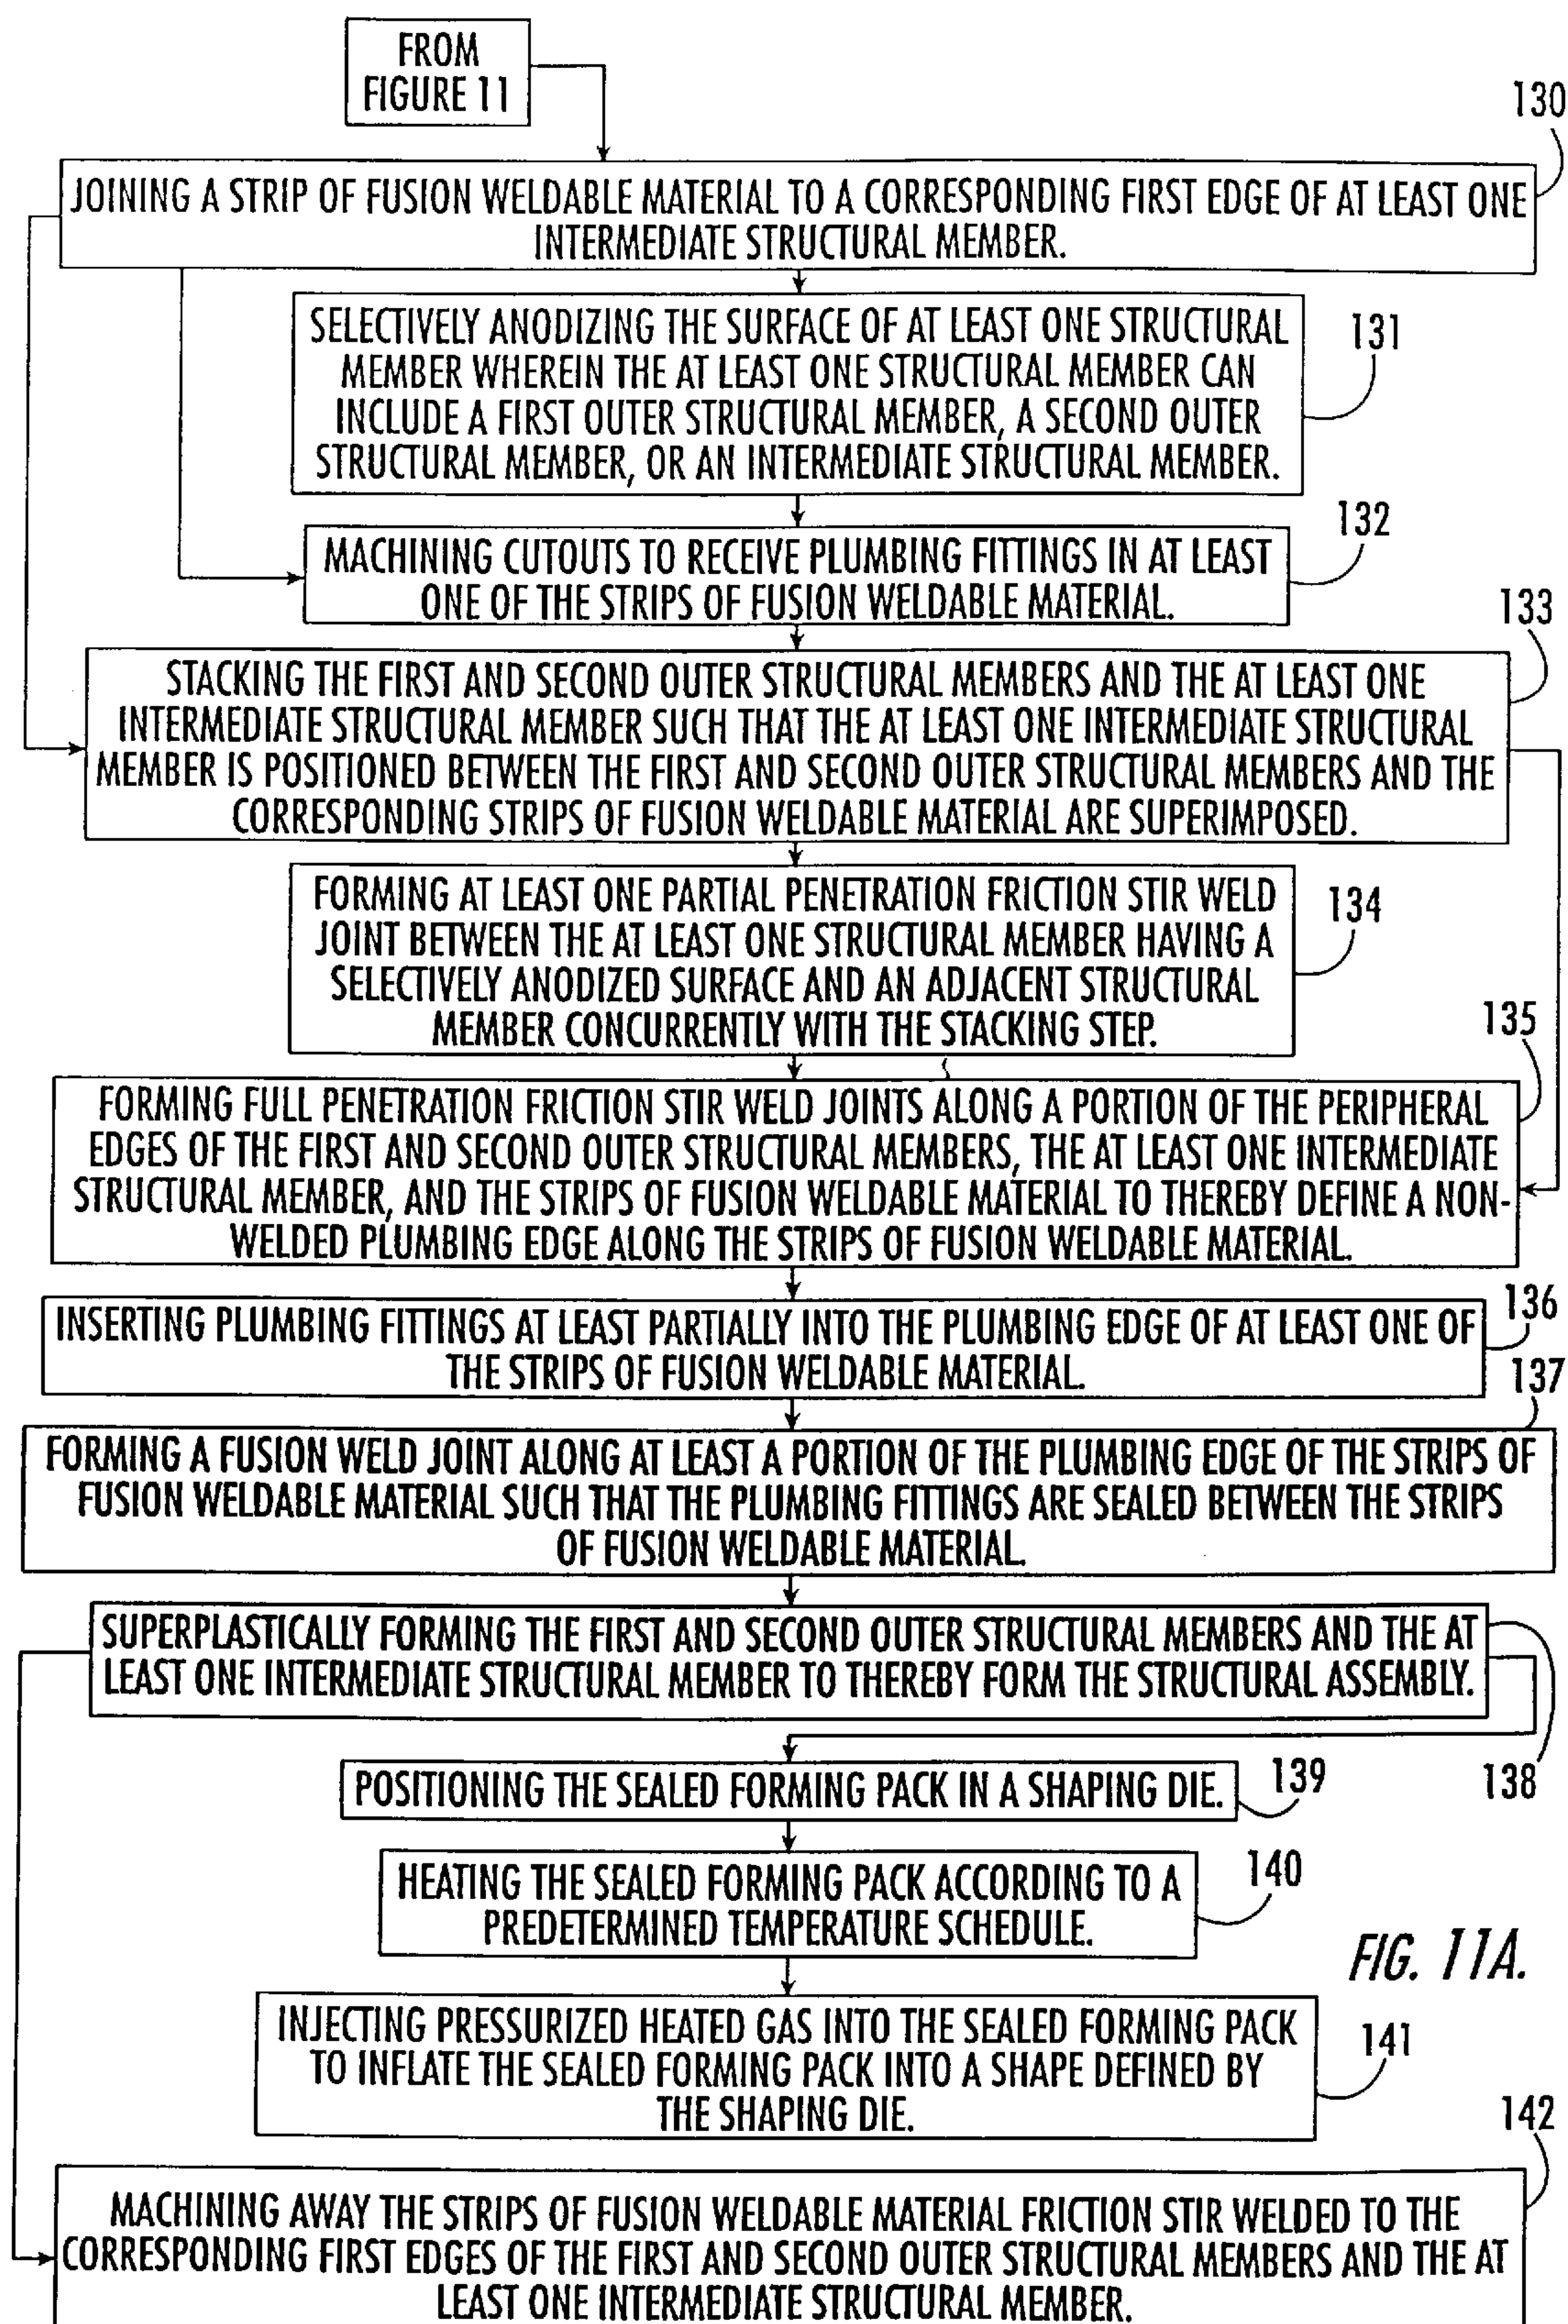 FROM
FIGURE 11
130
JOINING A STRIP OF FUSION WELDABLE MATERIAL TO A CORRESPONDING FIRST EDGE OF AT LEAST ONE
INTERMEDIATE STRUCTURAL MEMBER.
SELECTIVELY ANODIZING THE SURFACE OF AT LEAST ONE STRUCTURAL
MEMBER WHEREIN THE AT LEAST ONE STRUCTURAL MEMBER CAN
INCLUDE A FIRST OUTER STRUCTURAL MEMBER, A SECOND OUTER
STRUCTURAL MEMBER, OR AN INTERMEDIATE STRUCTURAL MEMBER.
131
MACHINING CUTOUTS TO RECEIVE PLUMBING FITTINGS IN AT LEAST
ONE OF THE STRIPS OF FUSION WELDABLE MATERIAL.
132
133
STACKING THE FIRST AND SECOND OUTER STRUCTURAL MEMBERS AND THE AT LEAST ONE
INTERMEDIATE STRUCTURAL MEMBER SUCH THAT THE AT LEAST ONE INTERMEDIATE STRUCTURAL
MEMBER IS POSITIONED BETWEEN THE FIRST AND SECOND OUTER STRUCTURAL MEMBERS AND THE
CORRESPONDING STRIPS OF FUSION WELDABLE MATERIAL ARE SUPERIMPOSED.
FORMING AT LEAST ONE PARTIAL PENETRATION FRICTION STIR WELD
JOINT BETWEEN THE AT LEAST ONE STRUCTURAL MEMBER HAVING A
SELECTIVELY ANODIZED SURFACE AND AN ADJACENT STRUCTURAL
MEMBER CONCURRENTLY WITH THE STACKING STEP.
134
135
FORMING FULL PENETRATION FRICTION STIR WELD JOINTS ALONG A PORTION OF THE PERIPHERAL
EDGES OF THE FIRST AND SECOND OUTER STRUCTURAL MEMBERS, THE AT LEAST ONE INTERMEDIATE
STRUCTURAL MEMBER, AND THE STRIPS OF FUSION WELDABLE MATERIAL TO THEREBY DEFINE A NON-
WELDED PLUMBING EDGE ALONG THE STRIPS OF FUSION WELDABLE MATERIAL.
136
INSERTING PLUMBING FITTINGS AT LEAST PARTIALLY INTO THE PLUMBING EDGE OF AT LEAST ONE OF
THE STRIPS OF FUSION WELDABLE MATERIAL.
137
FORMING A FUSION WELD JOINT ALONG AT LEAST A PORTION OF THE PLUMBING EDGE OF THE STRIPS OF
FUSION WELDABLE MATERIAL SUCH THAT THE PLUMBING FITTINGS ARE SEALED BETWEEN THE STRIPS
OF FUSION WELDABLE MATERIAL.
SUPERPLASTICALLY FORMING THE FIRST AND SECOND OUTER STRUCTURAL MEMBERS AND THE AT
LEAST ONE INTERMEDIATE STRUCTURAL MEMBER TO THEREBY FORM THE STRUCTURAL ASSEMBLY.
138
POSITIONING THE SEALED FORMING PACK IN A SHAPING DIE.
139
HEATING THE SEALED FORMING PACK ACCORDING TO A
PREDETERMINED TEMPERATURE SCHEDULE.
140
FIG. 11A.
INJECTING PRESSURIZED HEATED GAS INTO THE SEALED FORMING PACK
TO INFLATE THE SEALED FORMING PACK INTO A SHAPE DEFINED BY
THE SHAPING DIE.
141
142
MACHINING AWAY THE STRIPS OF FUSION WELDABLE MATERIAL FRICTION STIR WELDED TO THE
CORRESPONDING FIRST EDGES OF THE FIRST AND SECOND OUTER STRUCTURAL MEMBERS AND THE AT
LEAST ONE INTERMEDIATE STRUCTURAL MEMBER.